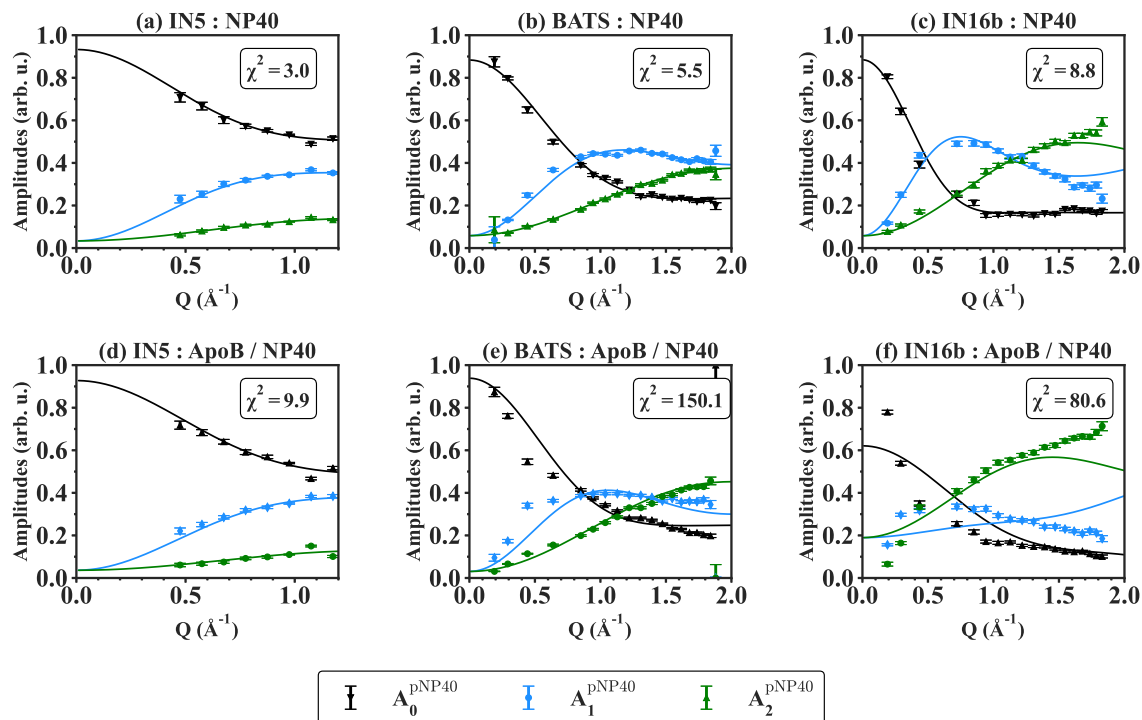 (a) IN5 : NP40
(b) BATS : NP40
(c) IN16b : NP40
Amplitudes (arb. u.)
1.0
0.8
0.6
0.4
0.2
0.0
χ² = 3.0
0.0 0.5 1.0
Q (Å⁻¹)
Amplitudes (arb. u.)
1.0
0.8
0.6
0.4
0.2
0.0
χ² = 5.5
0.0 0.5 1.0 1.5 2.0
Q (Å⁻¹)
Amplitudes (arb. u.)
1.0
0.8
0.6
0.4
0.2
0.0
χ² = 8.8
0.0 0.5 1.0 1.5 2.0
Q (Å⁻¹)
(d) IN5 : ApoB / NP40
(e) BATS : ApoB / NP40
(f) IN16b : ApoB / NP40
Amplitudes (arb. u.)
1.0
0.8
0.6
0.4
0.2
0.0
χ² = 9.9
0.0 0.5 1.0
Q (Å⁻¹)
Amplitudes (arb. u.)
1.0
0.8
0.6
0.4
0.2
0.0
χ² = 150.1
0.0 0.5 1.0 1.5 2.0
Q (Å⁻¹)
Amplitudes (arb. u.)
1.0
0.8
0.6
0.4
0.2
0.0
χ² = 80.6
0.0 0.5 1.0 1.5 2.0
Q (Å⁻¹)
A₀^pNP40 A₁^pNP40 A₂^pNP40